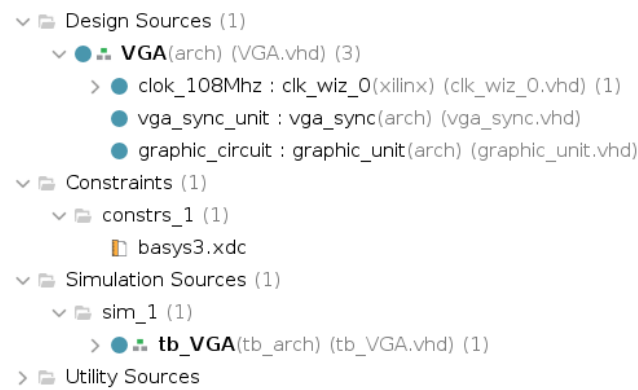 Design Sources (1)
VGA(arch) (VGA.vhd) (3)
clok_108Mhz : clk_wiz_0(xilinx) (clk_wiz_0.vhd) (1)
vga_sync_unit : vga_sync(arch) (vga_sync.vhd)
graphic_circuit : graphic_unit(arch) (graphic_unit.vhd)
Constraints (1)
constrs_1 (1)
basys3.xdc
Simulation Sources (1)
sim_1 (1)
tb_VGA(tb_arch) (tb_VGA.vhd) (1)
Utility Sources